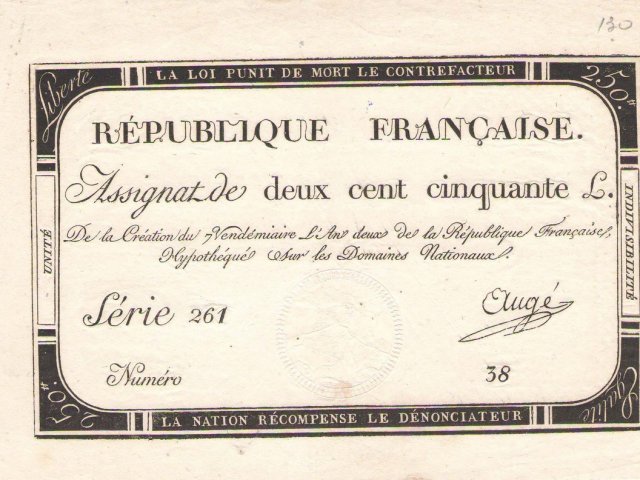 130
Liberté
LA LOI PUNIT DE MORT LE CONTREFACTEUR
250.#
RÉPUBLIQUE FRANÇAISE.
Assignat de deux cent cinquante L.
De la Création du 7 Vendémiaire L'An deux de la République Française,
Hypothéqué sur les Domaines Nationaux.
UNITÉ
INDIVISIBILITÉ
Série 261
Augé
Numéro
38
250.#
LA NATION RÉCOMPENSE LE DÉNONCIATEUR
Egalité